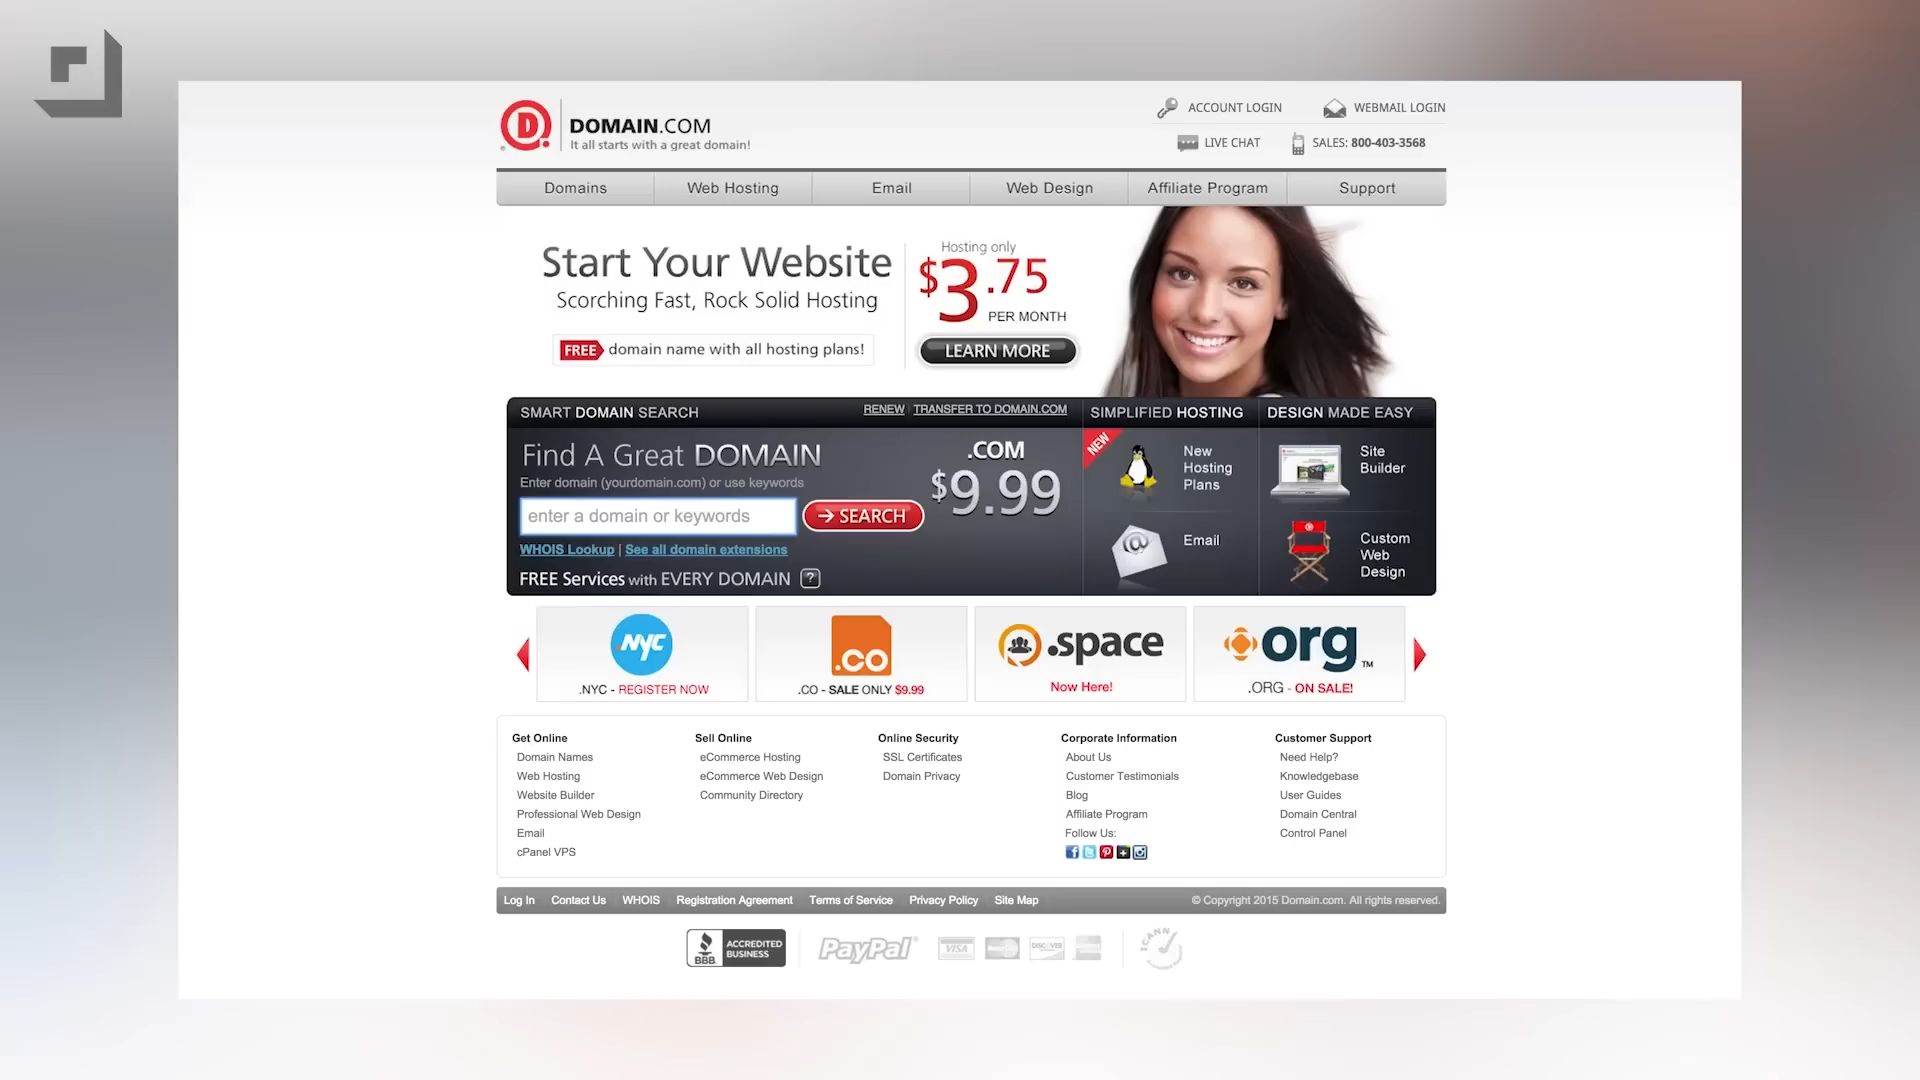 DOMAIN.COM
It all starts with a great domain!
ACCOUNT LOGIN
WEBMAIL LOGIN
LIVE CHAT
SALES: 800-403-3568
Domains
Web Hosting
Email
Web Design
Affiliate Program
Support
Start Your Website
Scorching Fast, Rock Solid Hosting
FREE domain name with all hosting plans!
Hosting only
$3.75
PER MONTH
LEARN MORE
SMART DOMAIN SEARCH
RENEW | TRANSFER TO DOMAIN.COM
Find A Great DOMAIN
Enter domain (yourdomain.com) or use keywords
enter a domain or keywords
→ SEARCH
WHOIS Lookup | See all domain extensions
FREE Services with EVERY DOMAIN ?
.COM
$9.99
SIMPLIFIED HOSTING
NEW
New
Hosting
Plans
Email
DESIGN MADE EASY
Site
Builder
Custom
Web
Design
.NYC
.NYC - REGISTER NOW
.co
.CO - SALE ONLY $9.99
.space
Now Here!
org™
.ORG - ON SALE!
Get Online
Domain Names
Web Hosting
Website Builder
Professional Web Design
Email
cPanel VPS
Sell Online
eCommerce Hosting
eCommerce Web Design
Community Directory
Online Security
SSL Certificates
Domain Privacy
Corporate Information
About Us
Customer Testimonials
Blog
Affiliate Program
Follow Us:
Customer Support
Need Help?
Knowledgebase
User Guides
Domain Central
Control Panel
Log In
Contact Us
WHOIS
Registration Agreement
Terms of Service
Privacy Policy
Site Map
© Copyright 2015 Domain.com. All rights reserved.
BBB
ACCREDITED
BUSINESS
PayPal
VISA
DISCOVER
ICANN